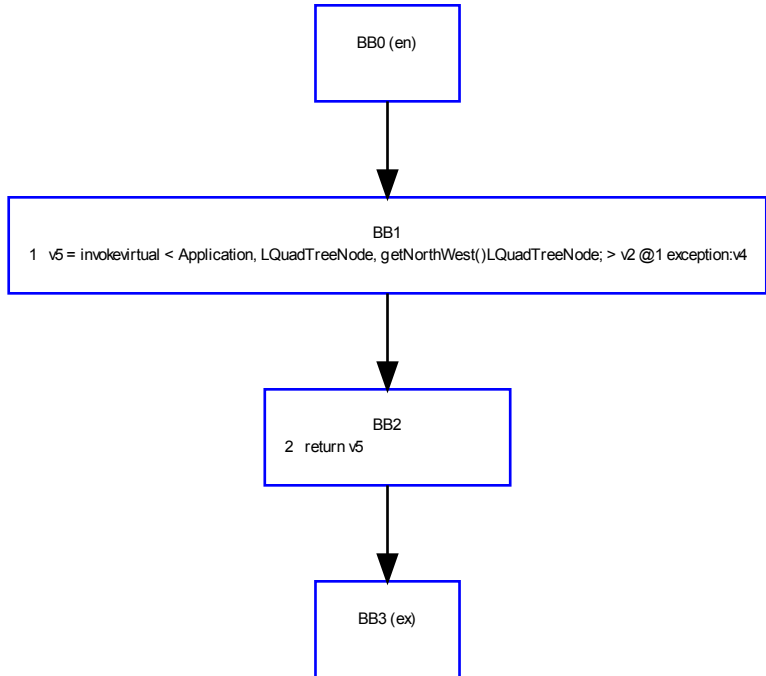 BB0 (en)
BB1
1 v5 = invokevirtual < Application, LQuadTreeNode, getNorthWest()LQuadTreeNode; > v2 @1 exception:v4
BB2
2 return v5
BB3 (ex)